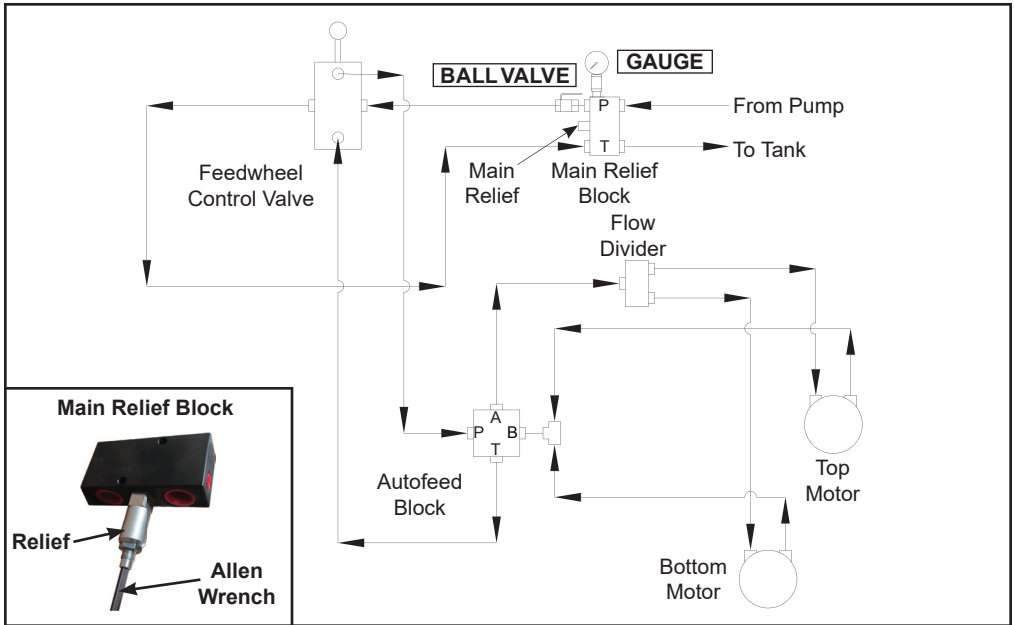 BALL VALVE
GAUGE
P
From Pump
T
To Tank
Feedwheel
Control Valve
Main
Relief
Main Relief
Block
Flow
Divider
A
P
B
T
Autofeed
Block
Top
Motor
Bottom
Motor
Main Relief Block
Relief
Allen
Wrench